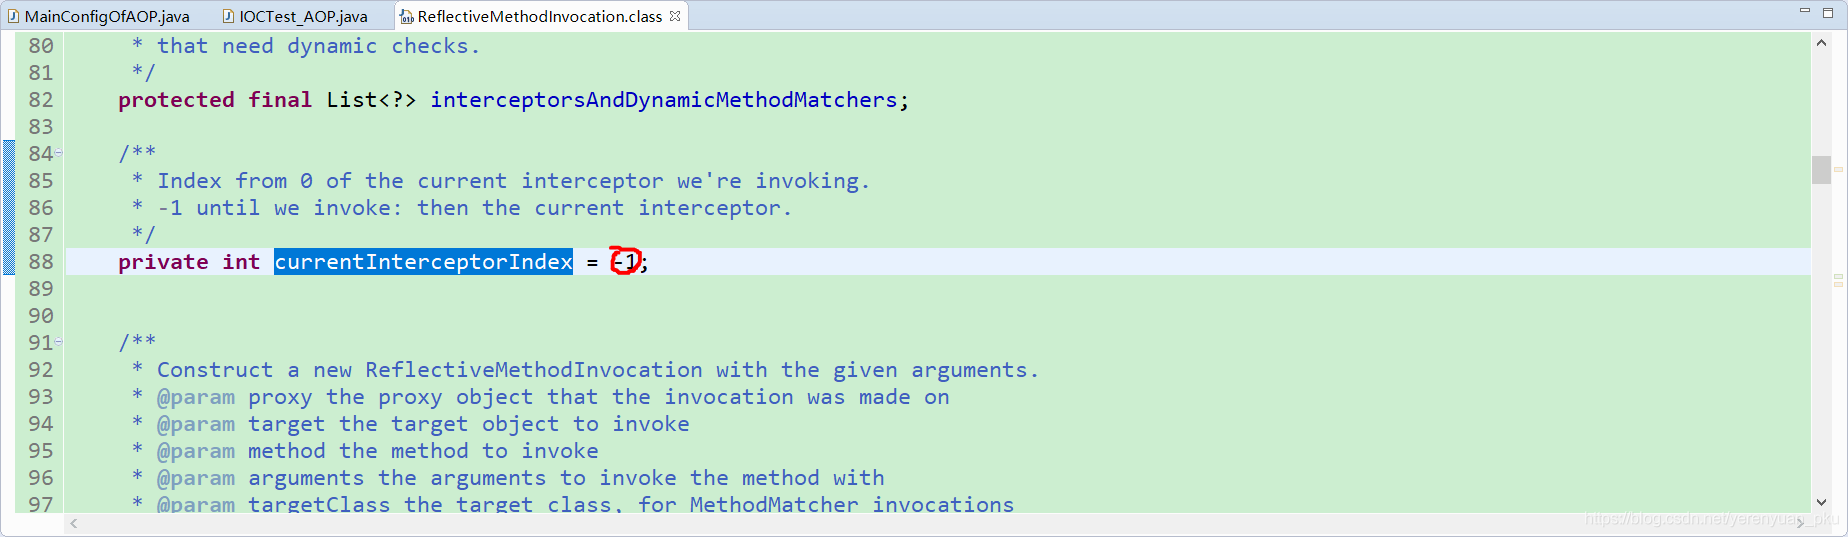 MainConfigOfAOP.java IOCTest_AOP.java ReflectiveMethodInvocation.class
80 * that need dynamic checks.
81 */
82 protected final List<?> interceptorsAndDynamicMethodMatchers;
83
84 /**
85 * Index from 0 of the current interceptor we're invoking.
86 * -1 until we invoke: then the current interceptor.
87 */
88 private int currentInterceptorIndex = -1;
89
90
91 /**
92 * Construct a new ReflectiveMethodInvocation with the given arguments.
93 * @param proxy the proxy object that the invocation was made on
94 * @param target the target object to invoke
95 * @param method the method to invoke
96 * @param arguments the arguments to invoke the method with
97 * @param targetClass the target class, for MethodMatcher invocations
https://blog.csdn.net/yerenyuan_pku